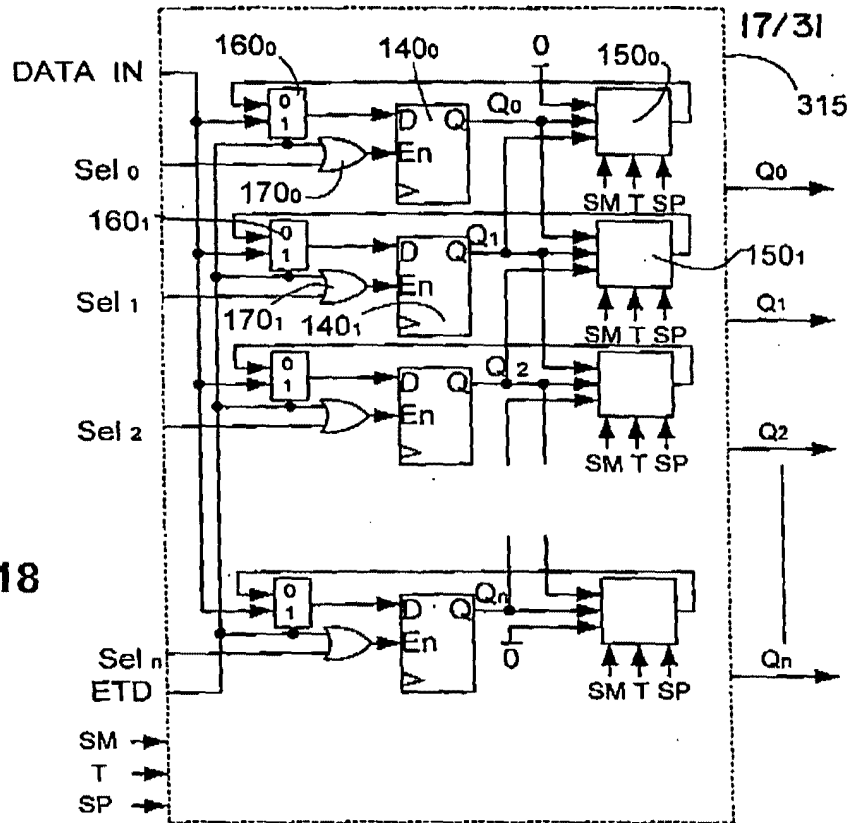 17/31
160₀
140₀
0
150₀
DATA IN
0
1
D
Q
Q₀
315
En
Sel 0
170₀
SM T SP
Q₀
160₁
0
1
D
Q
Q₁
150₁
En
Sel 1
170₁
140₁
SM T SP
Q₁
0
1
D
Q
Q 2
En
Sel 2
SM T SP
Q₂
18
0
1
D
Q
Qn
En
0
Sel n
SM T SP
Qn
ETD
SM
T
SP